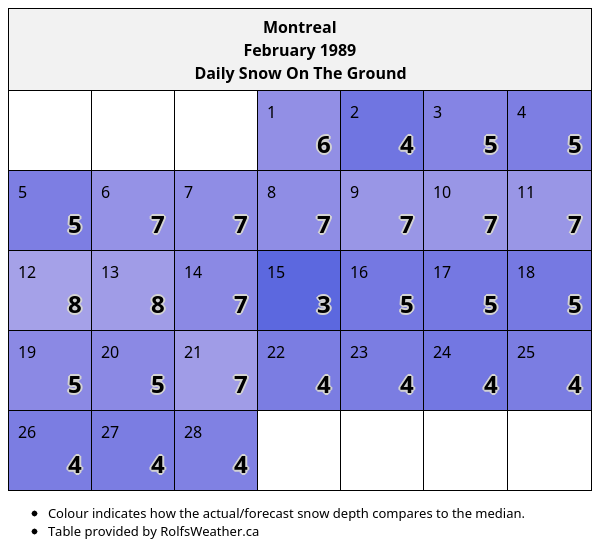 Montreal
February 1989
Daily Snow On The Ground
1 2 3 4
6 4 5 5
5 6 7 8 9 10 11
5 7 7 7 7 7 7
12 13 14 15 16 17 18
8 8 7 3 5 5 5
19 20 21 22 23 24 25
5 5 7 4 4 4 4
26 27 28
4 4 4
• Colour indicates how the actual/forecast snow depth compares to the median.
• Table provided by RolfsWeather.ca